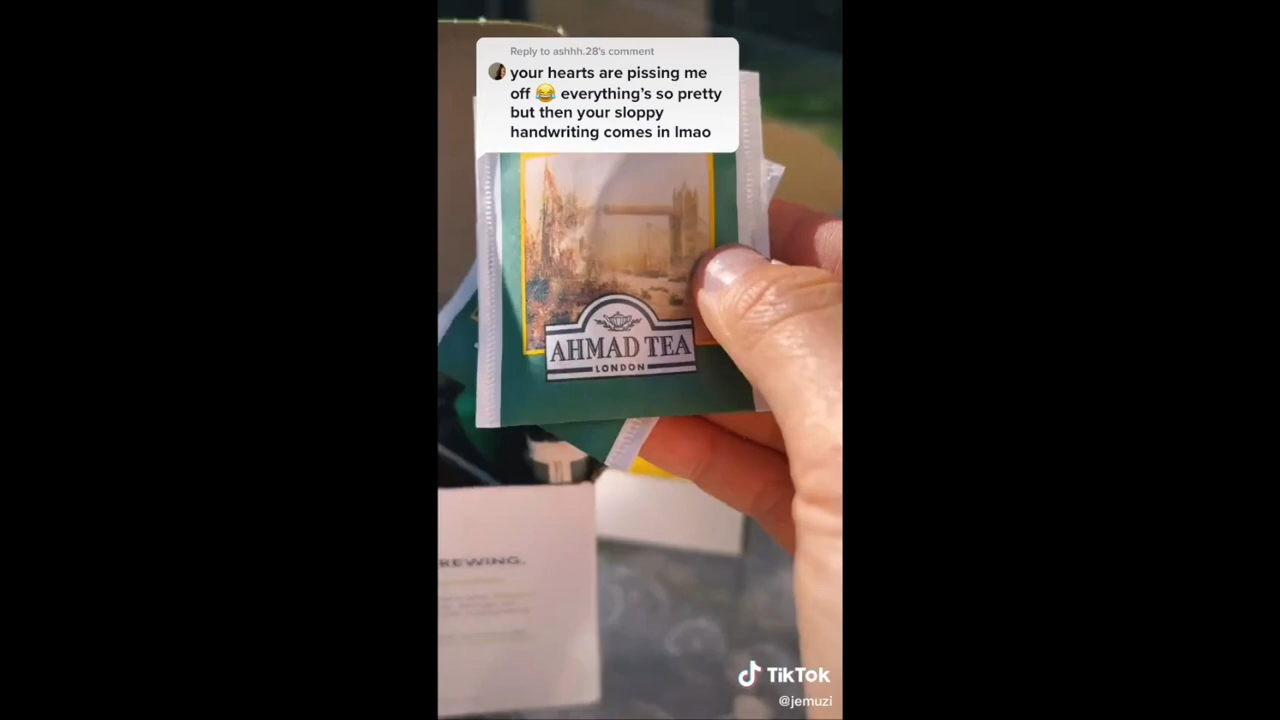 Reply to ashhh.28's comment
your hearts are pissing me
off 😂 everything's so pretty
but then your sloppy
handwriting comes in lmao
AHMAD TEA
LONDON
REWING.
TikTok
@jemuzi